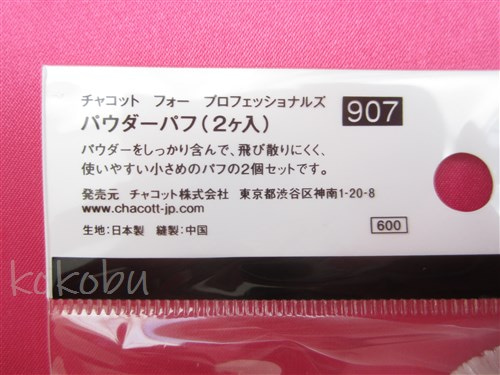 チャコット フォー プロフェッショナルズ
907
パウダーパフ(2ヶ入)
パウダーをしっかり含んで、飛び散りにくく、
使いやすい小さめのパフの2個セットです。
発売元 チャコット株式会社 東京都渋谷区神南1-20-8
www.chacott-jp.com
600
生地:日本製 縫製:中国
kokobu